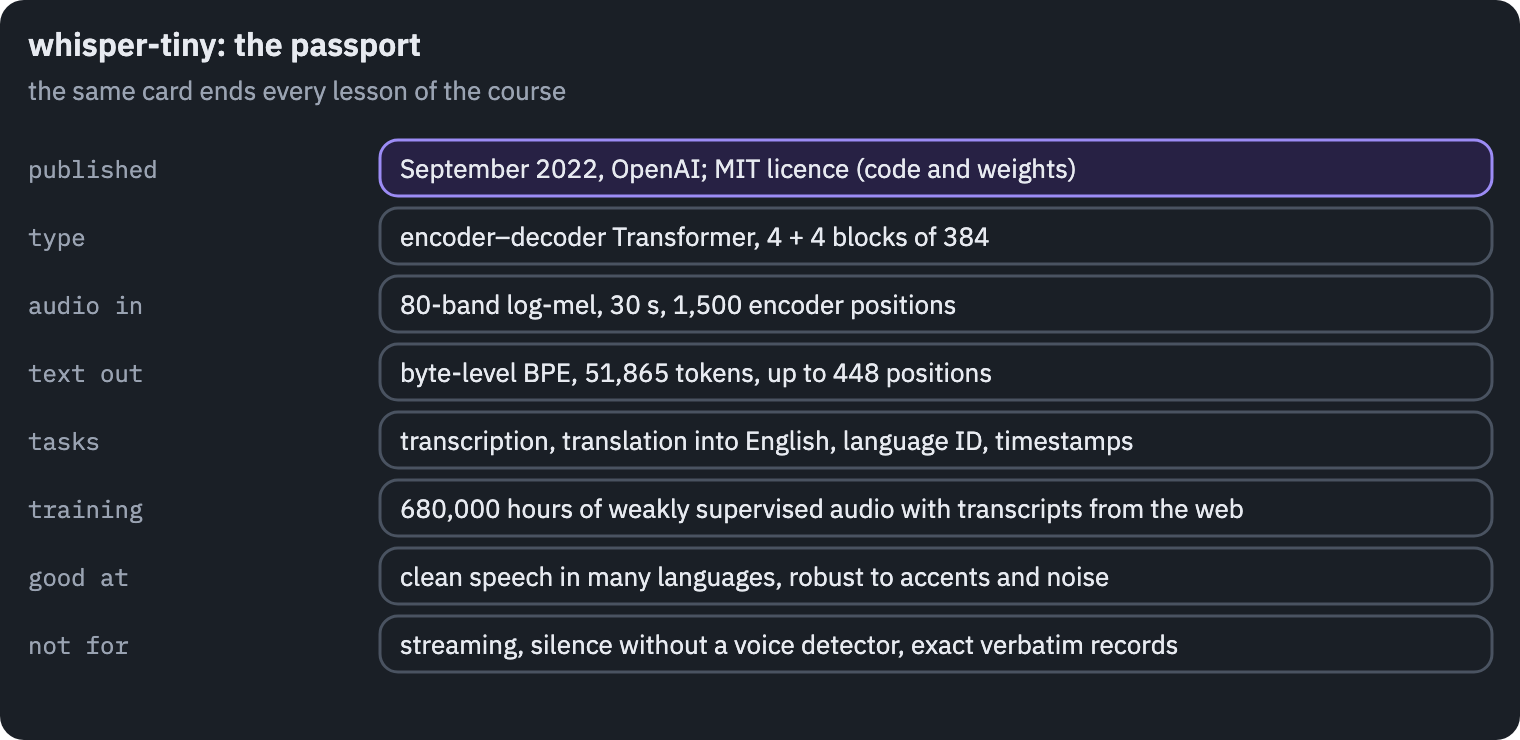 whisper-tiny: the passport
the same card ends every lesson of the course
published September 2022, OpenAI; MIT licence (code and weights)
type encoder–decoder Transformer, 4 + 4 blocks of 384
audio in 80-band log-mel, 30 s, 1,500 encoder positions
text out byte-level BPE, 51,865 tokens, up to 448 positions
tasks transcription, translation into English, language ID, timestamps
training 680,000 hours of weakly supervised audio with transcripts from the web
good at clean speech in many languages, robust to accents and noise
not for streaming, silence without a voice detector, exact verbatim records